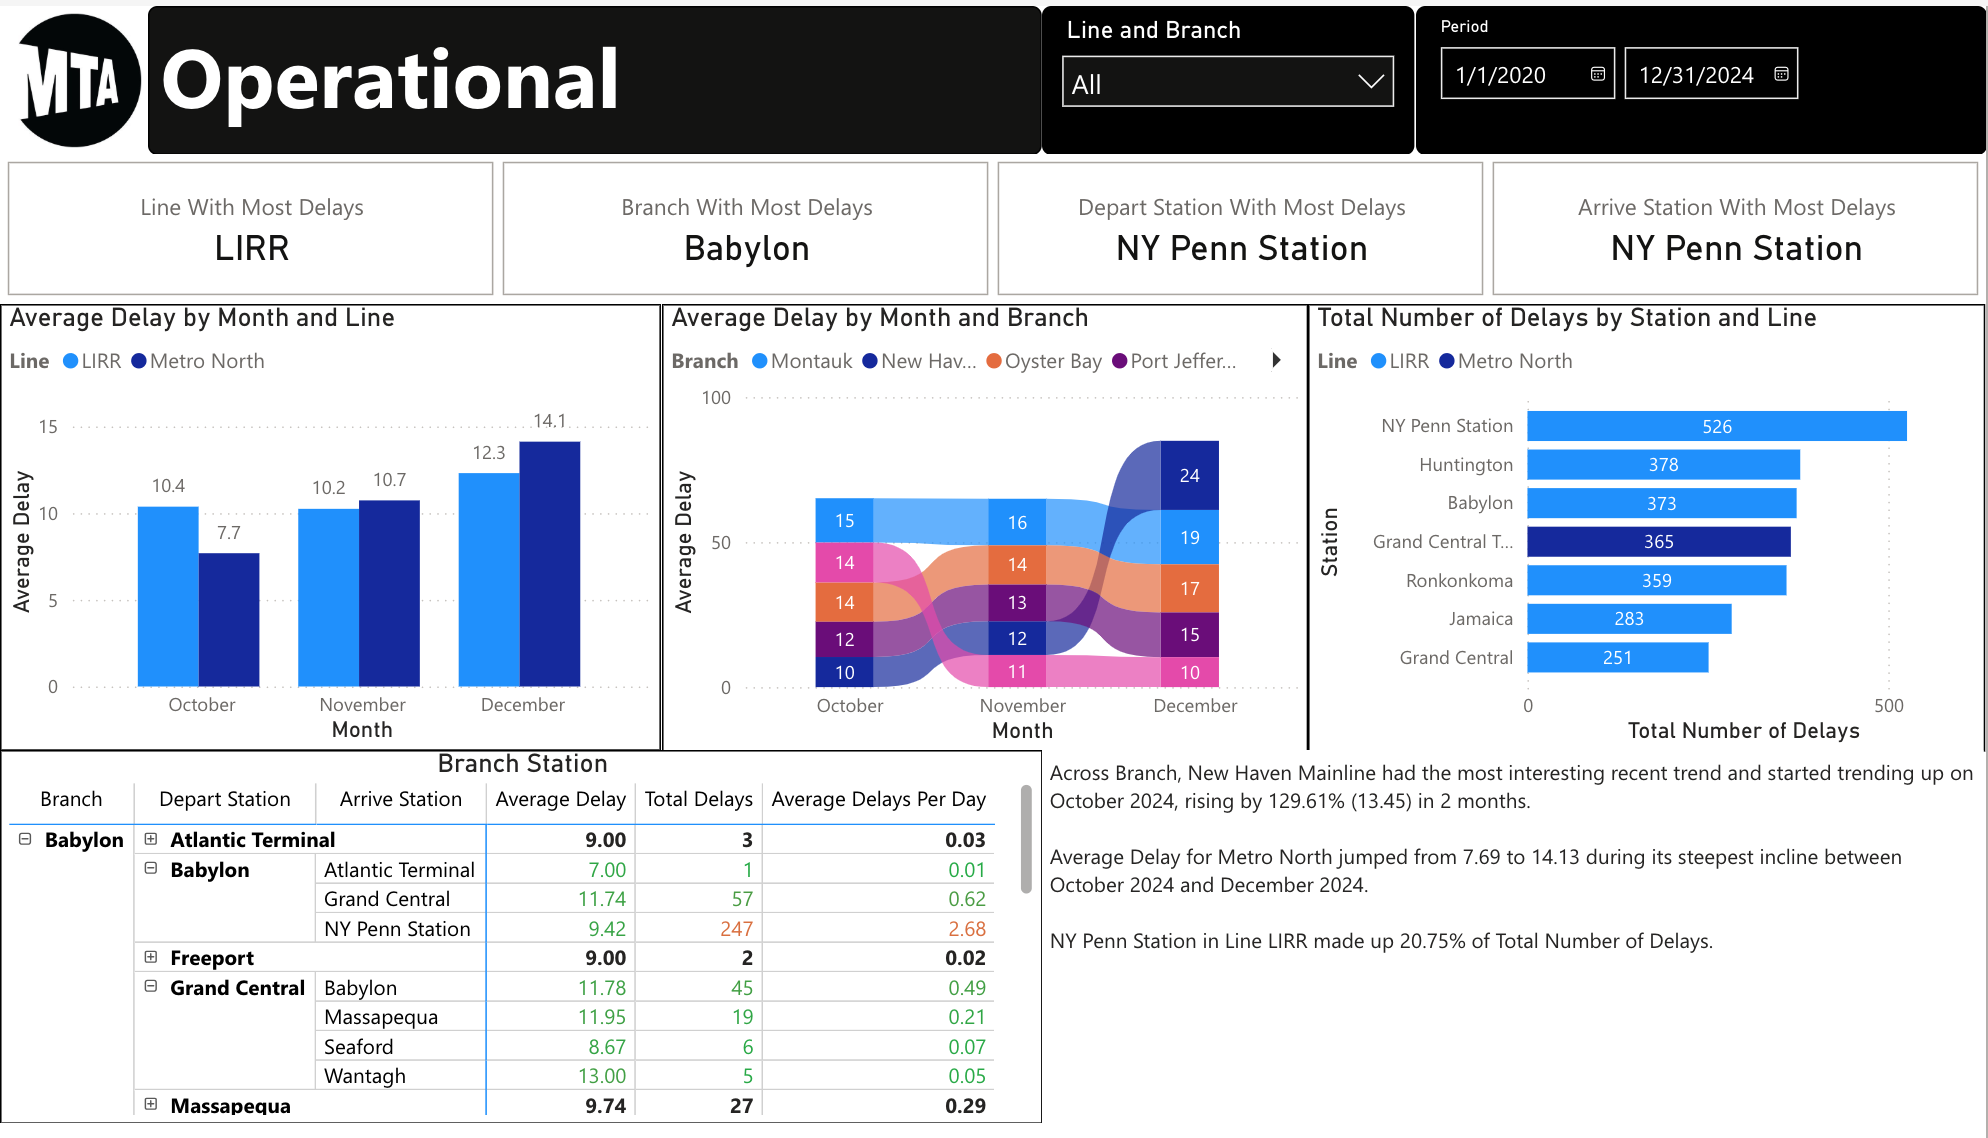 MTA
Operational
Line and Branch
All
Period
1/1/2020
12/31/2024
Line With Most Delays
LIRR
Branch With Most Delays
Babylon
Depart Station With Most Delays
NY Penn Station
Arrive Station With Most Delays
NY Penn Station
Average Delay by Month and Line
Line LIRR Metro North
Average Delay
15
10
5
0
10.4
7.7
10.2
10.7
12.3
14.1
October November December
Month
Average Delay by Month and Branch
Branch Montauk New Hav... Oyster Bay Port Jeffer...
Average Delay
100
50
0
15
14
14
12
10
16
14
13
12
11
24
19
17
15
10
October November December
Month
Total Number of Delays by Station and Line
Line LIRR Metro North
Station
NY Penn Station 526
Huntington 378
Babylon 373
Grand Central T... 365
Ronkonkoma 359
Jamaica 283
Grand Central 251
0 500
Total Number of Delays
Branch Station
Branch Depart Station Arrive Station Average Delay Total Delays Average Delays Per Day
Babylon Atlantic Terminal 9.00 3 0.03
Babylon Atlantic Terminal 7.00 1 0.01
Grand Central 11.74 57 0.62
NY Penn Station 9.42 247 2.68
Freeport 9.00 2 0.02
Grand Central Babylon 11.78 45 0.49
Massapequa 11.95 19 0.21
Seaford 8.67 6 0.07
Wantagh 13.00 5 0.05
Massapequa 9.74 27 0.29
Across Branch, New Haven Mainline had the most interesting recent trend and started trending up on
October 2024, rising by 129.61% (13.45) in 2 months.
Average Delay for Metro North jumped from 7.69 to 14.13 during its steepest incline between
October 2024 and December 2024.
NY Penn Station in Line LIRR made up 20.75% of Total Number of Delays.